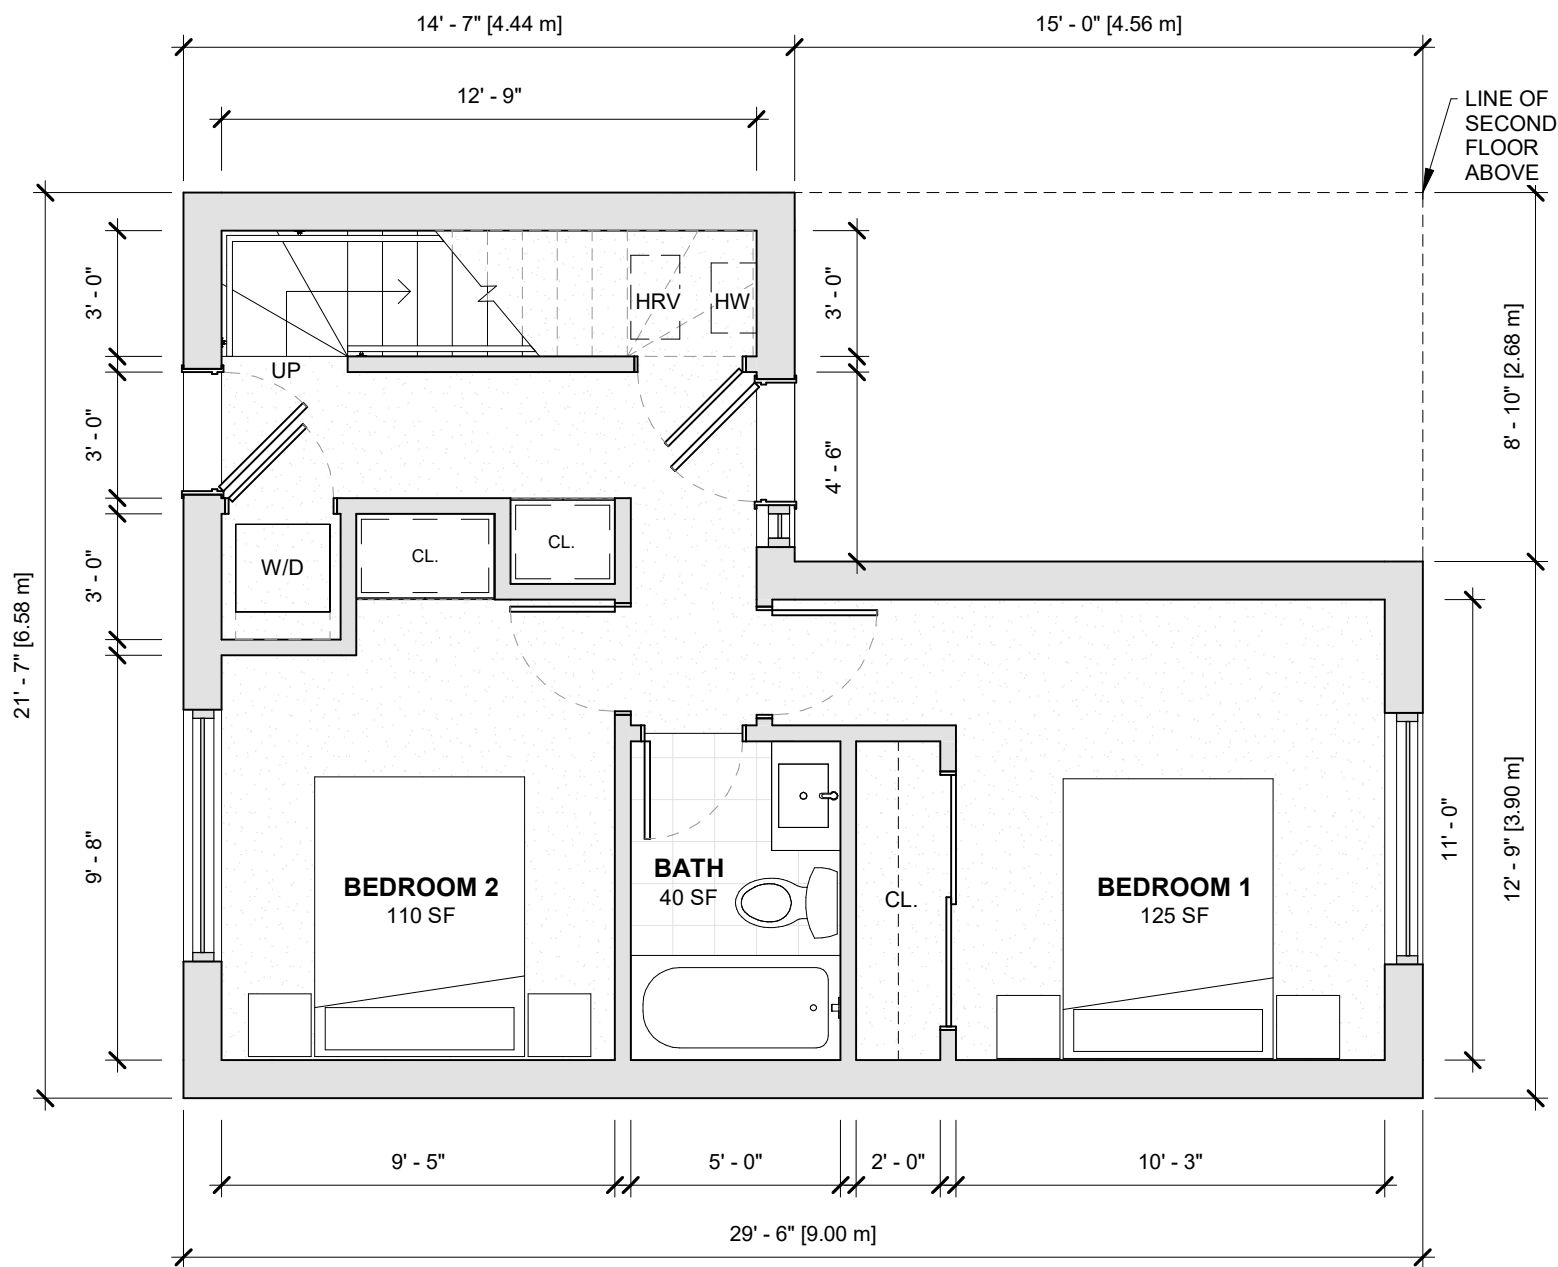 14' - 7" [4.44 m]
15' - 0" [4.56 m]
12' - 9"
LINE OF
SECOND
FLOOR
ABOVE
3' - 0"
3' - 0"
HRV
HW
8' - 10" [2.68 m]
UP
3' - 0"
4' - 6"
3' - 0"
W/D
CL.
CL.
21' - 7" [6.58 m]
9' - 8"
11' - 0"
12' - 9" [3.90 m]
BEDROOM 2
110 SF
BATH
40 SF
CL.
BEDROOM 1
125 SF
9' - 5"
5' - 0"
2' - 0"
10' - 3"
29' - 6" [9.00 m]